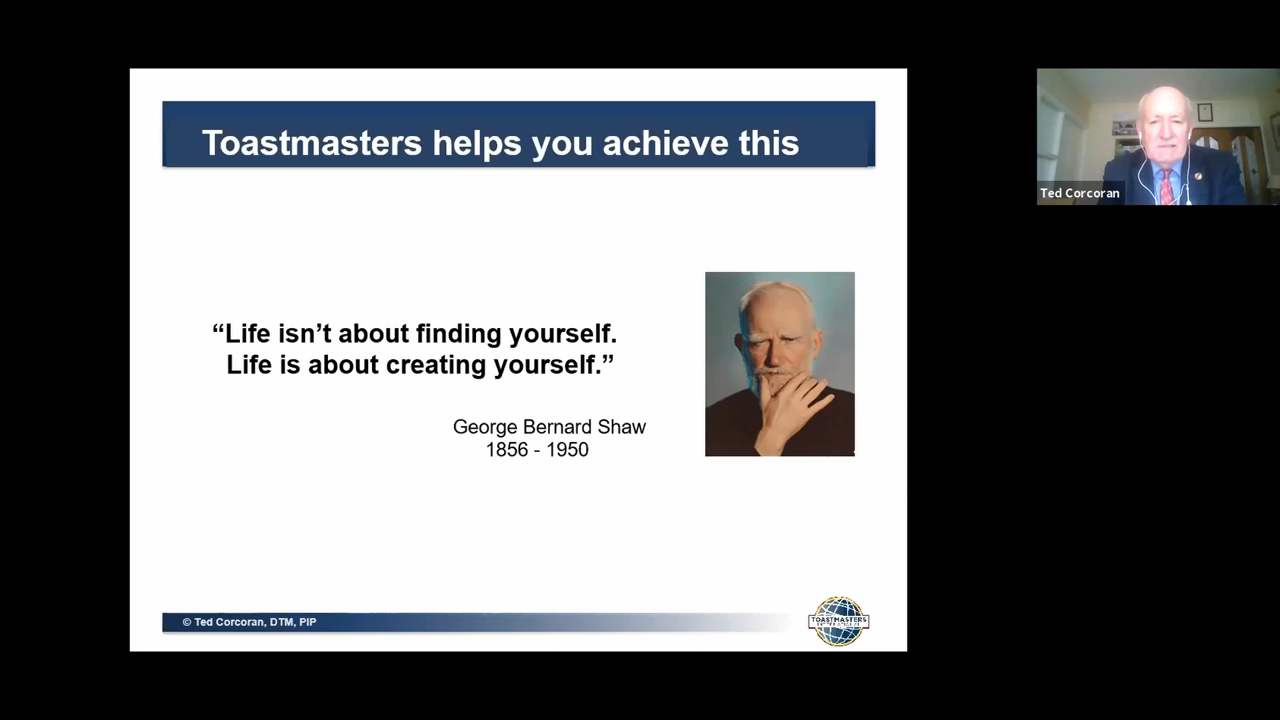 Toastmasters helps you achieve this
Ted Corcoran
“Life isn’t about finding yourself.
Life is about creating yourself.”
George Bernard Shaw
1856 - 1950
© Ted Corcoran, DTM, PIP
TOASTMASTERS
INTERNATIONAL